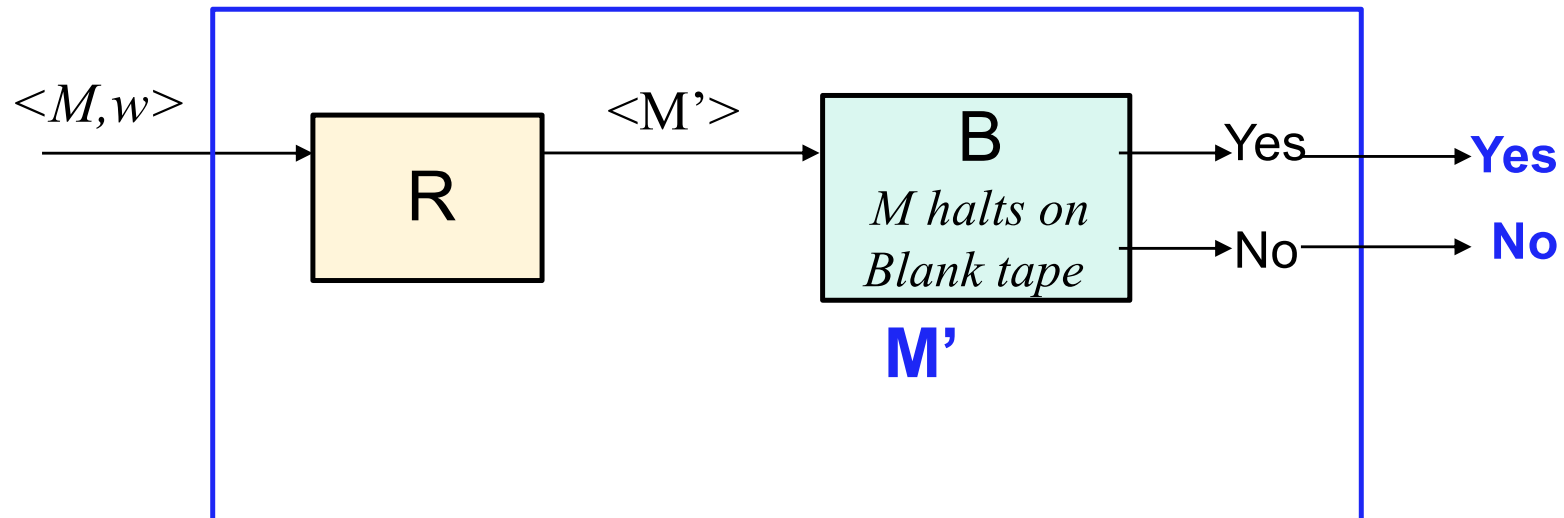 <M,w>
R
<M’>
B
M halts on
Blank tape
Yes
No
Yes
No
M’